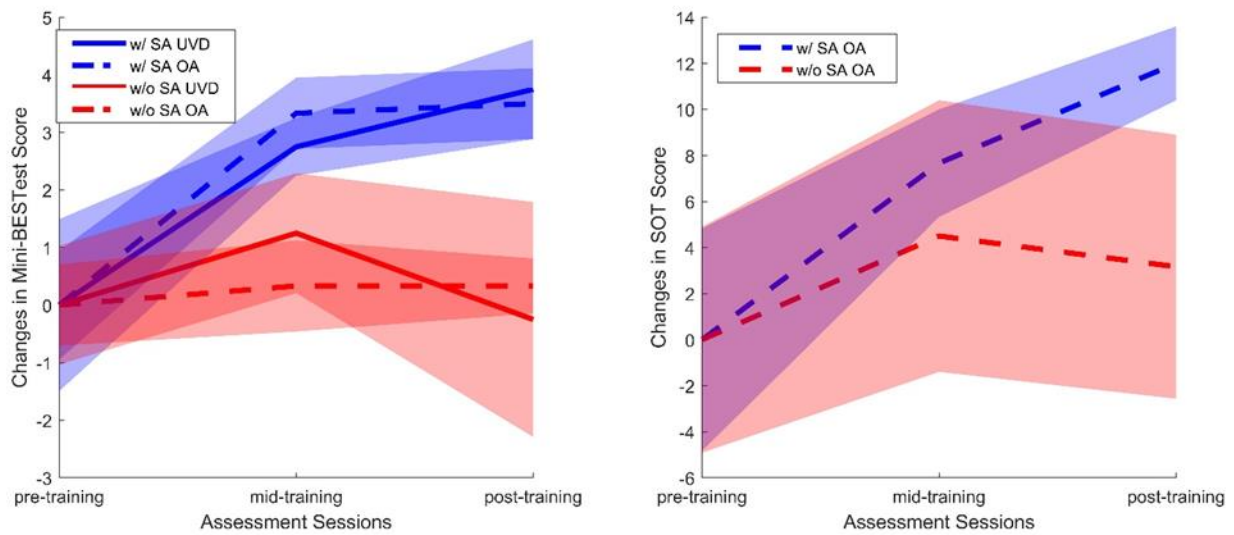 5
4
3
2
1
0
-1
-2
-3
Changes in Mini-BESTest Score
w/ SA UVD
w/ SA OA
w/o SA UVD
w/o SA OA
pre-training
mid-training
post-training
Assessment Sessions
14
12
10
8
6
4
2
0
-2
-4
-6
Changes in SOT Score
w/ SA OA
w/o SA OA
pre-training
mid-training
post-training
Assessment Sessions